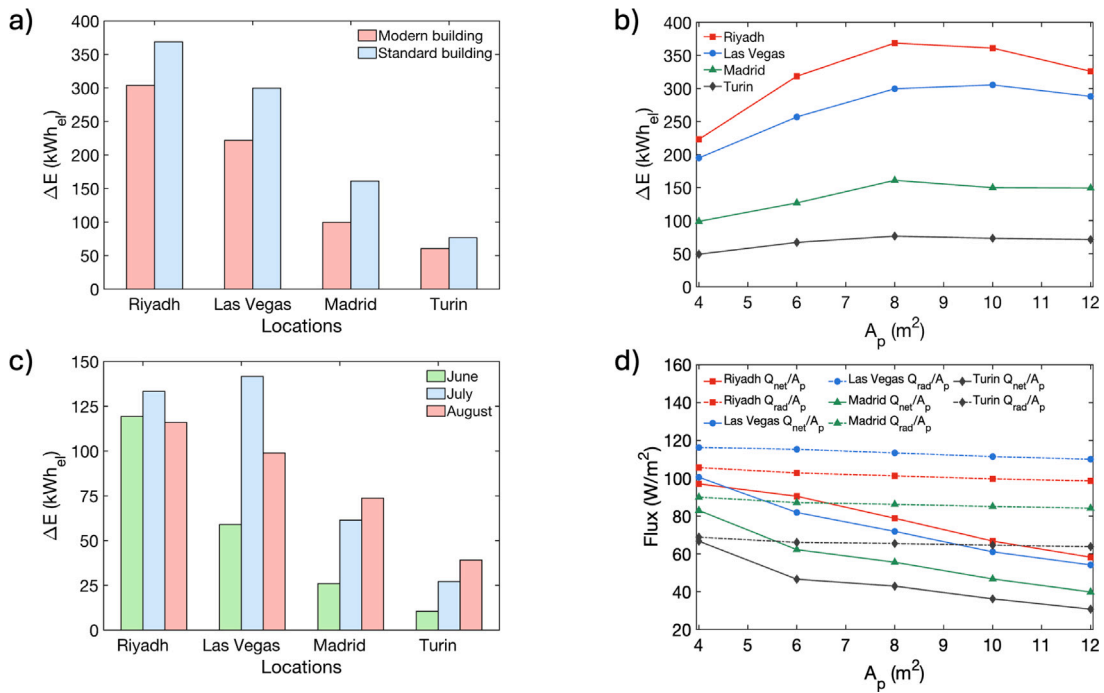 a)
400
350
300
250
200
150
100
50
0
ΔE (kWh_el)
Modern building
Standard building
Riyadh Las Vegas Madrid Turin
Locations
b)
400
350
300
250
200
150
100
50
0
ΔE (kWh_el)
Riyadh
Las Vegas
Madrid
Turin
4 5 6 7 8 9 10 11 12
A_p (m²)
c)
150
125
100
75
50
25
0
ΔE (kWh_el)
June
July
August
Riyadh Las Vegas Madrid Turin
Locations
d)
160
140
120
100
80
60
40
20
Flux (W/m²)
Riyadh Q_net/A_p Las Vegas Q_rad/A_p Turin Q_net/A_p
Riyadh Q_rad/A_p Madrid Q_net/A_p Turin Q_rad/A_p
Las Vegas Q_net/A_p Madrid Q_rad/A_p
4 5 6 7 8 9 10 11 12
A_p (m²)